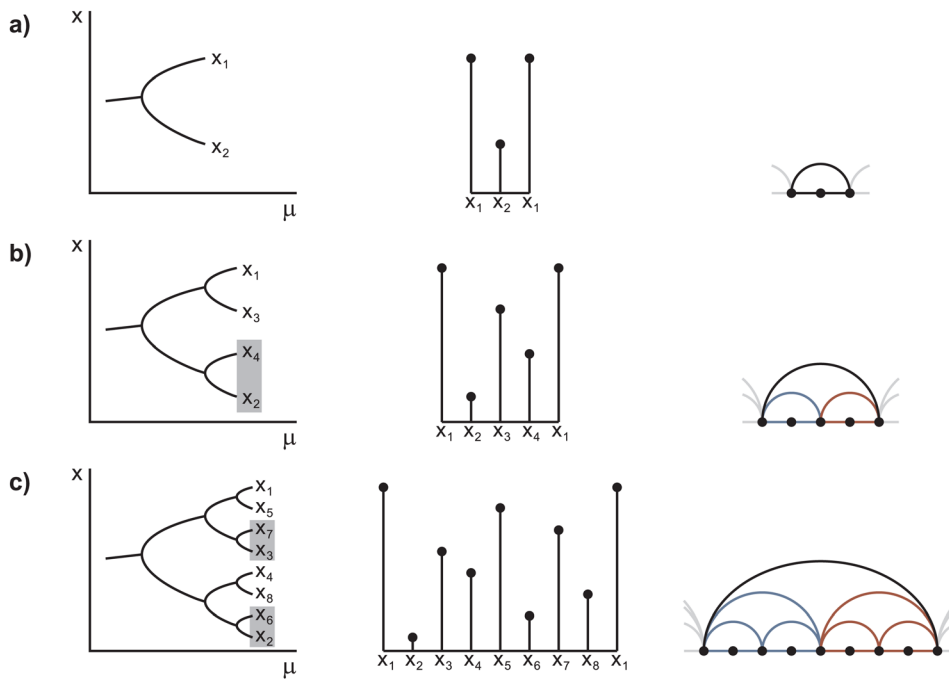 a)
x
x₁
x₂
μ
x₁ x₂ x₁
b)
x
x₁
x₃
x₄
x₂
μ
x₁ x₂ x₃ x₄ x₁
c)
x
x₁
x₅
x₇
x₃
x₄
x₈
x₆
x₂
μ
x₁ x₂ x₃ x₄ x₅ x₆ x₇ x₈ x₁